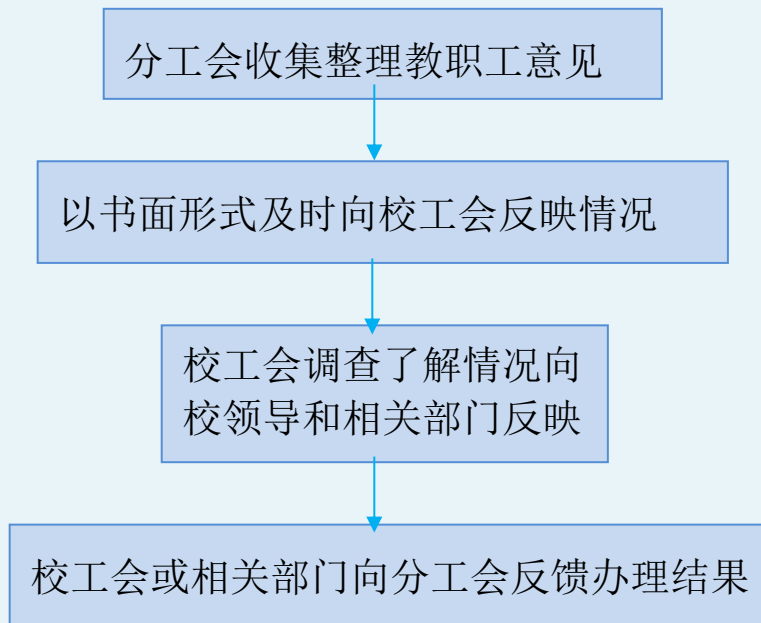 分工会收集整理教职工意见
以书面形式及时向校工会反映情况
校工会调查了解情况向
校领导和相关部门反映
校工会或相关部门向分工会反馈办理结果